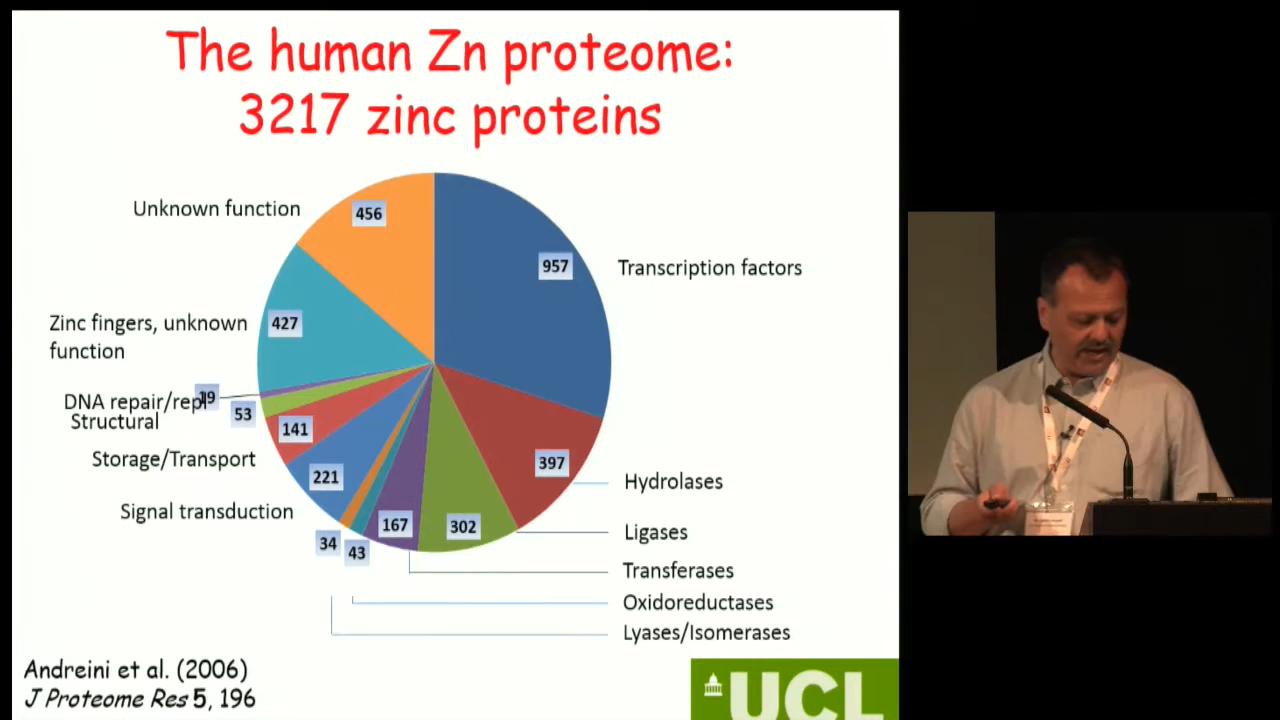 The human Zn proteome:
3217 zinc proteins
Unknown function
456
957
Transcription factors
Zinc fingers, unknown
function
427
DNA repair/repl
19
Structural
53
141
Storage/Transport
397
Hydrolases
221
Signal transduction
167
302
Ligases
34
43
Transferases
Oxidoreductases
Lyases/Isomerases
Andreini et al. (2006)
J Proteome Res 5, 196
UCL